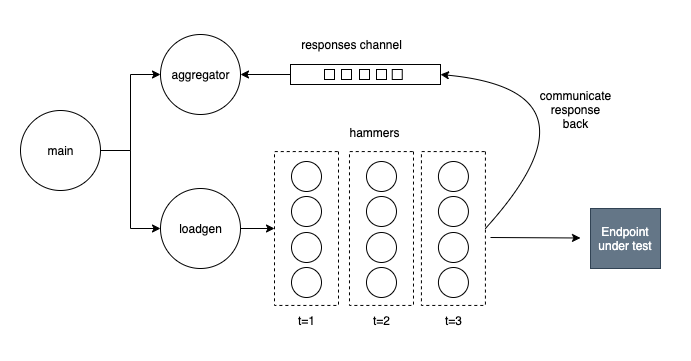 responses channel
aggregator
communicate
response
back
hammers
main
loadgen
Endpoint
under test
t=1
t=2
t=3